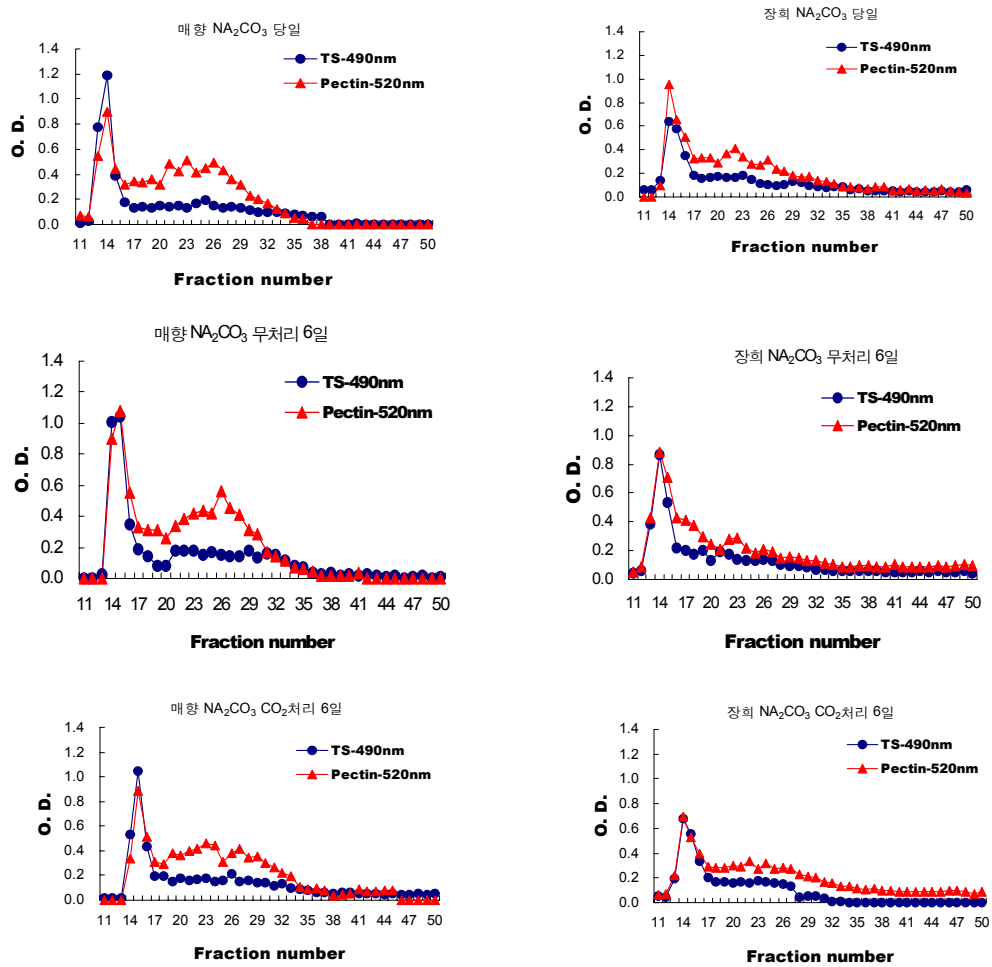 매향 NA2CO3 당일
1.4
1.2
1.0
0.8
0.6
0.4
0.2
0.0
O. D.
TS-490nm
Pectin-520nm
11 14 17 20 23 26 29 32 35 38 41 44 47 50
Fraction number
장희 NA2CO3 당일
1.4
1.2
1.0
0.8
0.6
0.4
0.2
0.0
O. D.
TS-490nm
Pectin-520nm
11 14 17 20 23 26 29 32 35 38 41 44 47 50
Fraction number
매향 NA2CO3 무처리 6일
1.4
1.2
1.0
0.8
0.6
0.4
0.2
0.0
O. D.
TS-490nm
Pectin-520nm
11 14 17 20 23 26 29 32 35 38 41 44 47 50
Fraction number
장희 NA2CO3 무처리 6일
1.4
1.2
1.0
0.8
0.6
0.4
0.2
0.0
O. D.
TS-490nm
Pectin-520nm
11 14 17 20 23 26 29 32 35 38 41 44 47 50
Fraction number
매향 NA2CO3 CO2처리 6일
1.4
1.2
1.0
0.8
0.6
0.4
0.2
0.0
O. D.
TS-490nm
Pectin-520nm
11 14 17 20 23 26 29 32 35 38 41 44 47 50
Fraction number
장희 NA2CO3 CO2처리 6일
1.4
1.2
1.0
0.8
0.6
0.4
0.2
0.0
O. D.
TS-490nm
Pectin-520nm
11 14 17 20 23 26 29 32 35 38 41 44 47 50
Fraction number